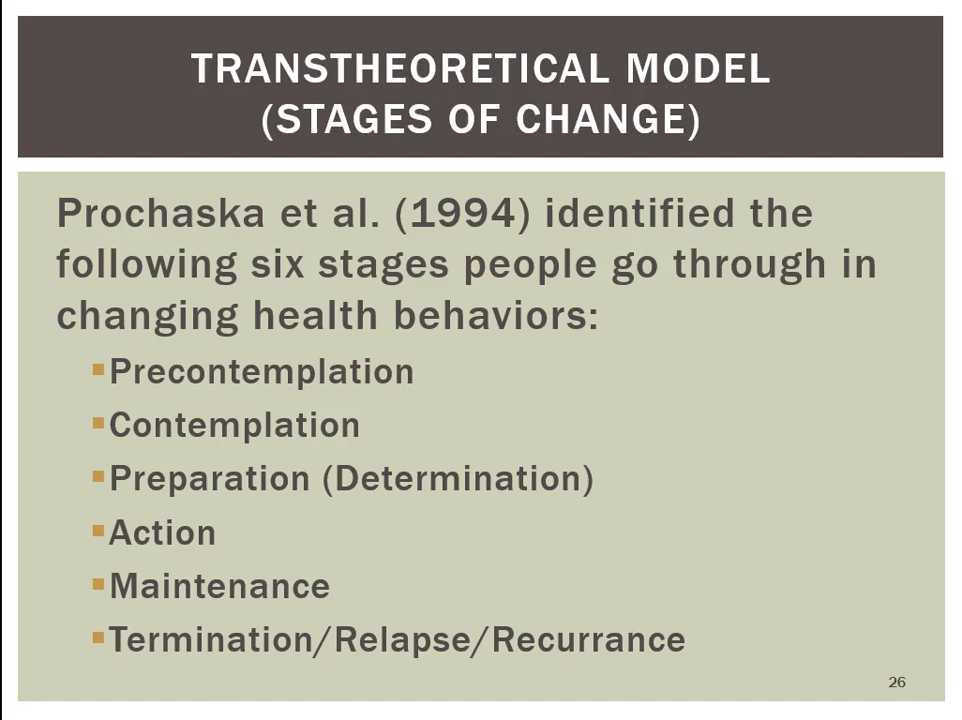 TRANSTHEORETICAL MODEL
(STAGES OF CHANGE)
Prochaska et al. (1994) identified the
following six stages people go through in
changing health behaviors:
▪Precontemplation
▪Contemplation
▪Preparation (Determination)
▪Action
▪Maintenance
▪Termination/Relapse/Recurrance
26